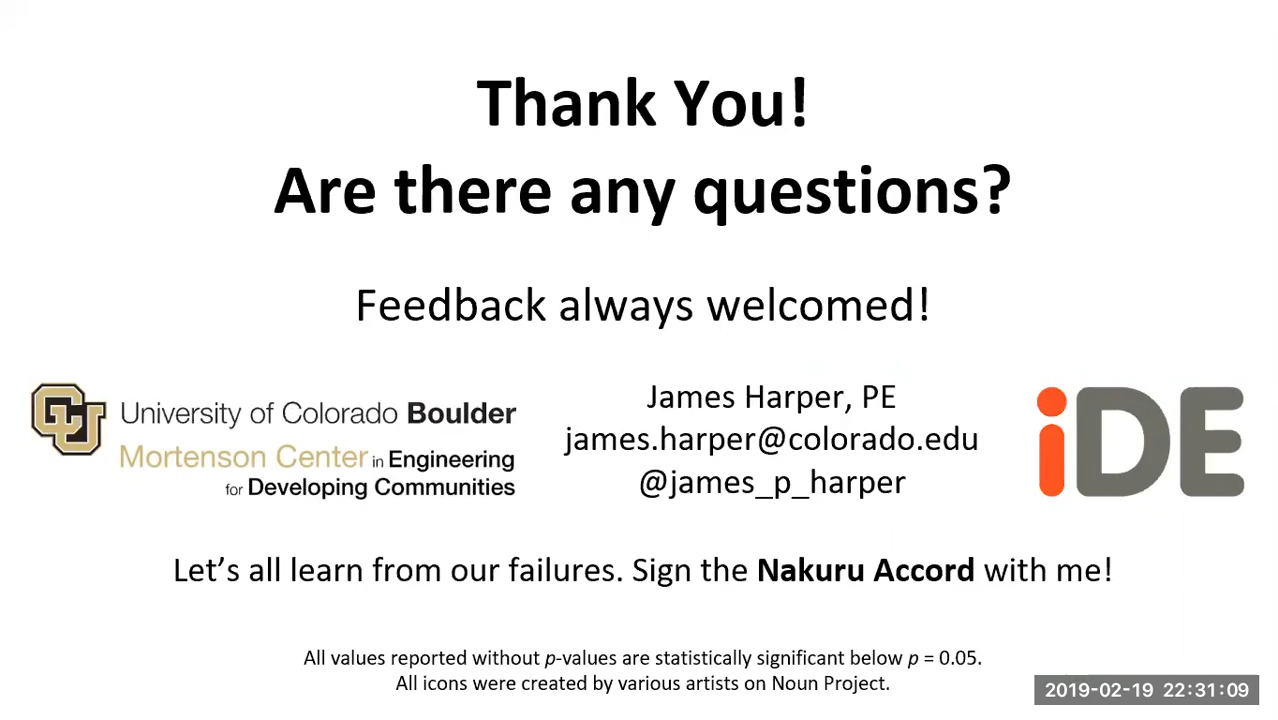 Thank You!
Are there any questions?
Feedback always welcomed!
CU
University of Colorado Boulder
Mortenson Center in Engineering
for Developing Communities
James Harper, PE
james.harper@colorado.edu
@james_p_harper
iDE
Let’s all learn from our failures. Sign the Nakuru Accord with me!
All values reported without p-values are statistically significant below p = 0.05.
All icons were created by various artists on Noun Project.
2019-02-19 22:31:09